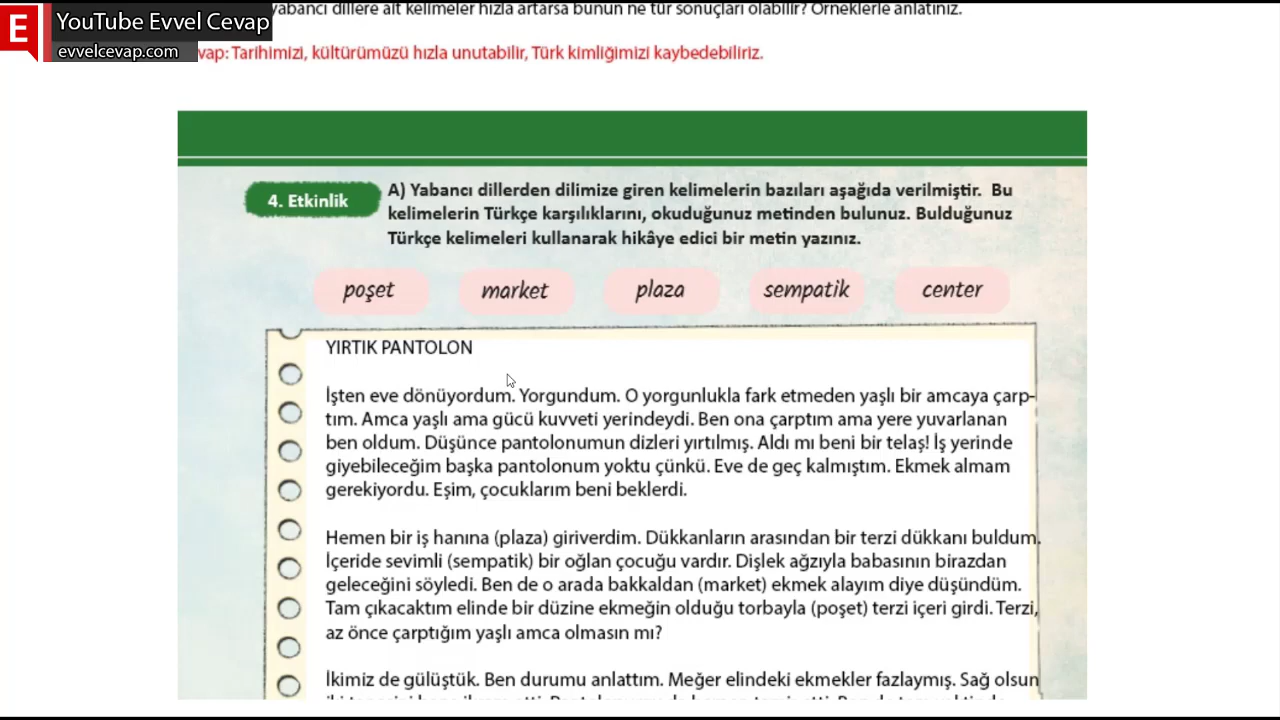 yabancı dillere ait kelimeler hızla artarsa bunun ne tür sonuçları olabilir? Örneklerle anlatınız.
E YouTube Evvel Cevap
evvelcevap.com
vap: Tarihimizi, kültürümüzü hızla unutabilir, Türk kimliğimizi kaybedebiliriz.
4. Etkinlik
A) Yabancı dillerden dilimize giren kelimelerin bazıları aşağıda verilmiştir. Bu
kelimelerin Türkçe karşılıklarını, okuduğunuz metinden bulunuz. Bulduğunuz
Türkçe kelimeleri kullanarak hikâye edici bir metin yazınız.
poşet market plaza sempatik center
YIRTIK PANTOLON
İşten eve dönüyordum. Yorgundum. O yorgunlukla fark etmeden yaşlı bir amcaya çarp-
tım. Amca yaşlı ama gücü kuvveti yerindeydi. Ben ona çarptım ama yere yuvarlanan
ben oldum. Düşünce pantolonumun dizleri yırtılmış. Aldı mı beni bir telaş! İş yerinde
giyebileceğim başka pantolonum yoktu çünkü. Eve de geç kalmıştım. Ekmek almam
gerekiyordu. Eşim, çocuklarım beni beklerdi.
Hemen bir iş hanına (plaza) giriverdim. Dükkanların arasından bir terzi dükkanı buldum.
İçeride sevimli (sempatik) bir oğlan çocuğu vardır. Dişlek ağzıyla babasının birazdan
geleceğini söyledi. Ben de o arada bakkaldan (market) ekmek alayım diye düşündüm.
Tam çıkacaktım elinde bir düzine ekmeğin olduğu torbayla (poşet) terzi içeri girdi. Terzi,
az önce çarptığım yaşlı amca olmasın mı?
İkimiz de gülüştük. Ben durumu anlattım. Meğer elindeki ekmekler fazlaymış. Sağ olsun